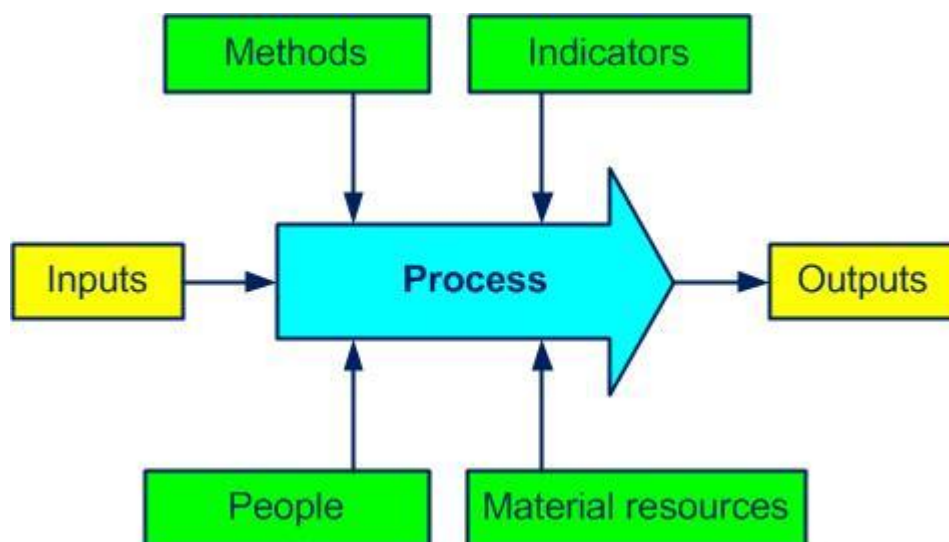 Methods
Indicators
Inputs
Process
Outputs
People
Material resources